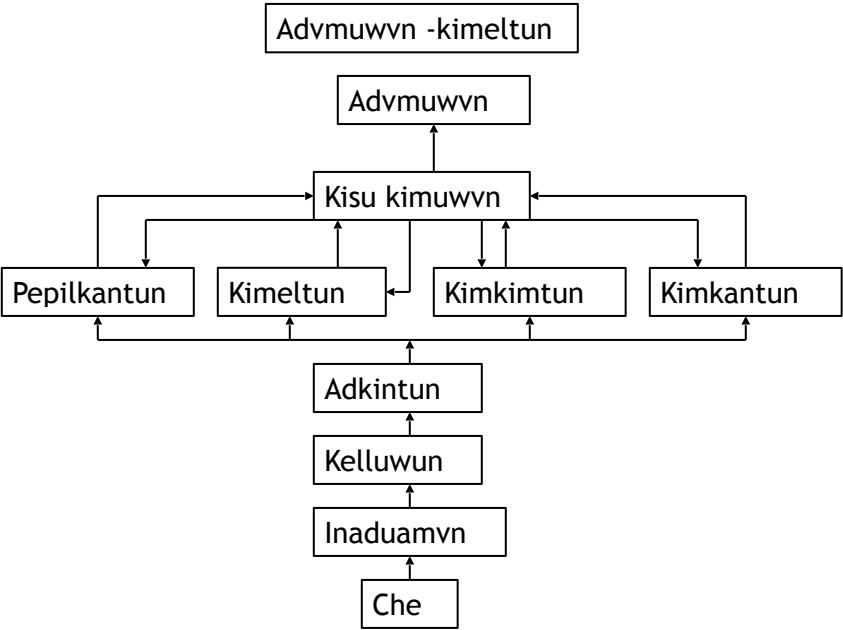 Advmuwvn -kimeltun
Advmuwvn
Kisu kimuwvn
Pepilkantun
Kimeltun
Kimkimtun
Kimkantun
Adkintun
Kelluwun
Inaduamvn
Che